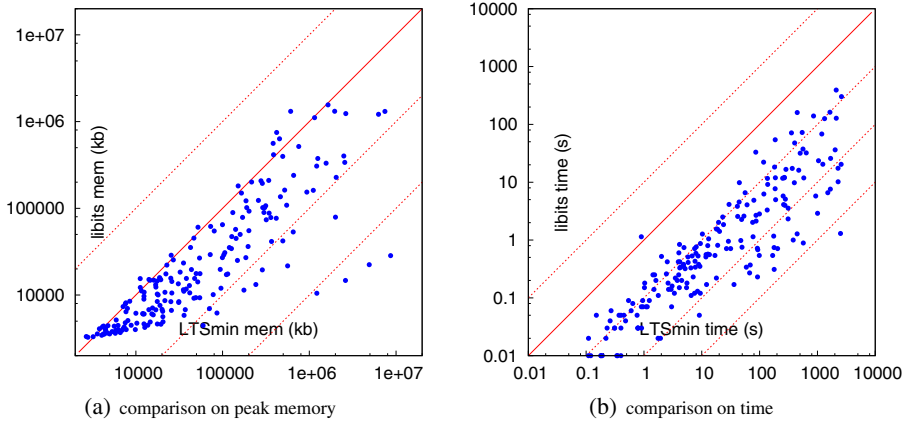 1e+07
1e+06
100000
10000
libits mem (kb)
LTSmin mem (kb)
10000 100000 1e+06 1e+07
(a) comparison on peak memory
10000
1000
100
10
1
0.1
0.01
libits time (s)
LTSmin time (s)
0.01 0.1 1 10 100 1000 10000
(b) comparison on time